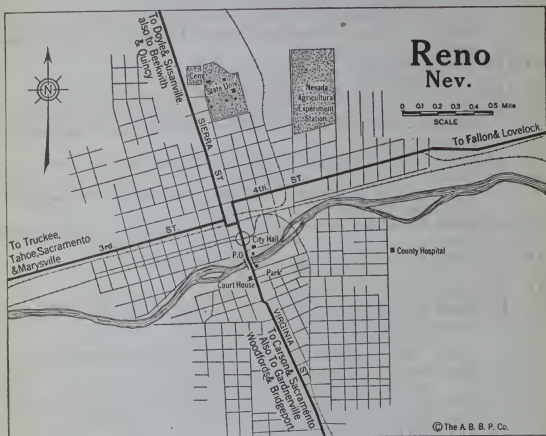 Reno
Nev.
0 0.1 0.2 0.3 0.4 0.5 Mile
SCALE
N
To Doyle & Susanville.
also to Beckwith
& Quincy
Cem.
State Univ.
Nevada
Agricultural
Experiment
Station.
SIERRA ST
To Fallon & Lovelock.
4th ST.
3rd ST.
To Truckee,
Tahoe, Sacramento
& Marysville
City Hall
P.O.
Park
Court House
County Hospital
VIRGINIA ST
To Carson & Sacramento.
Also To Gardnerville
Woodfords & Bridgeport.
© The A. B. B. P. Co.